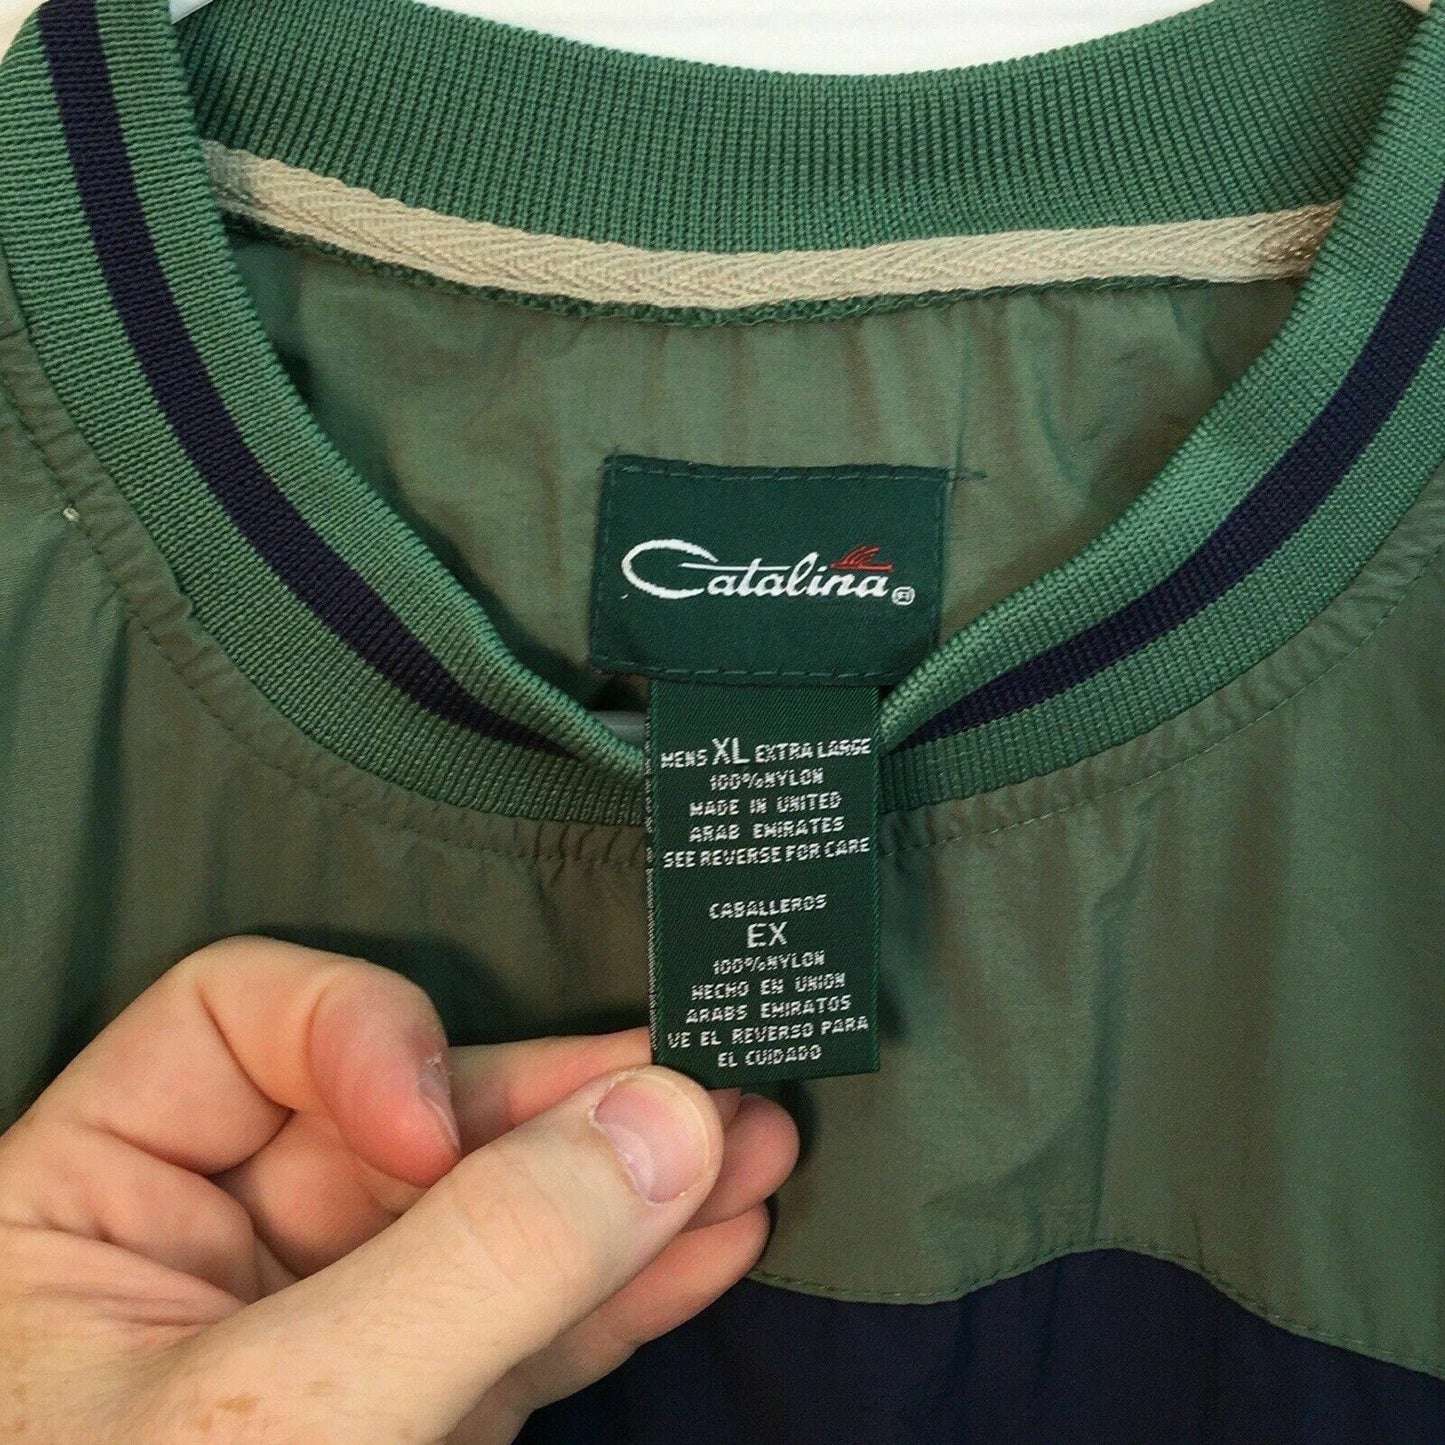 Catalina ®
MENS XL EXTRA LARGE
100%NYLON
MADE IN UNITED
ARAB EMIRATES
SEE REVERSE FOR CARE
CABALLEROS
EX
100%NYLON
HECHO EN UNION
ARABS EMIRATOS
VE EL REVERSO PARA
EL CUIDADO